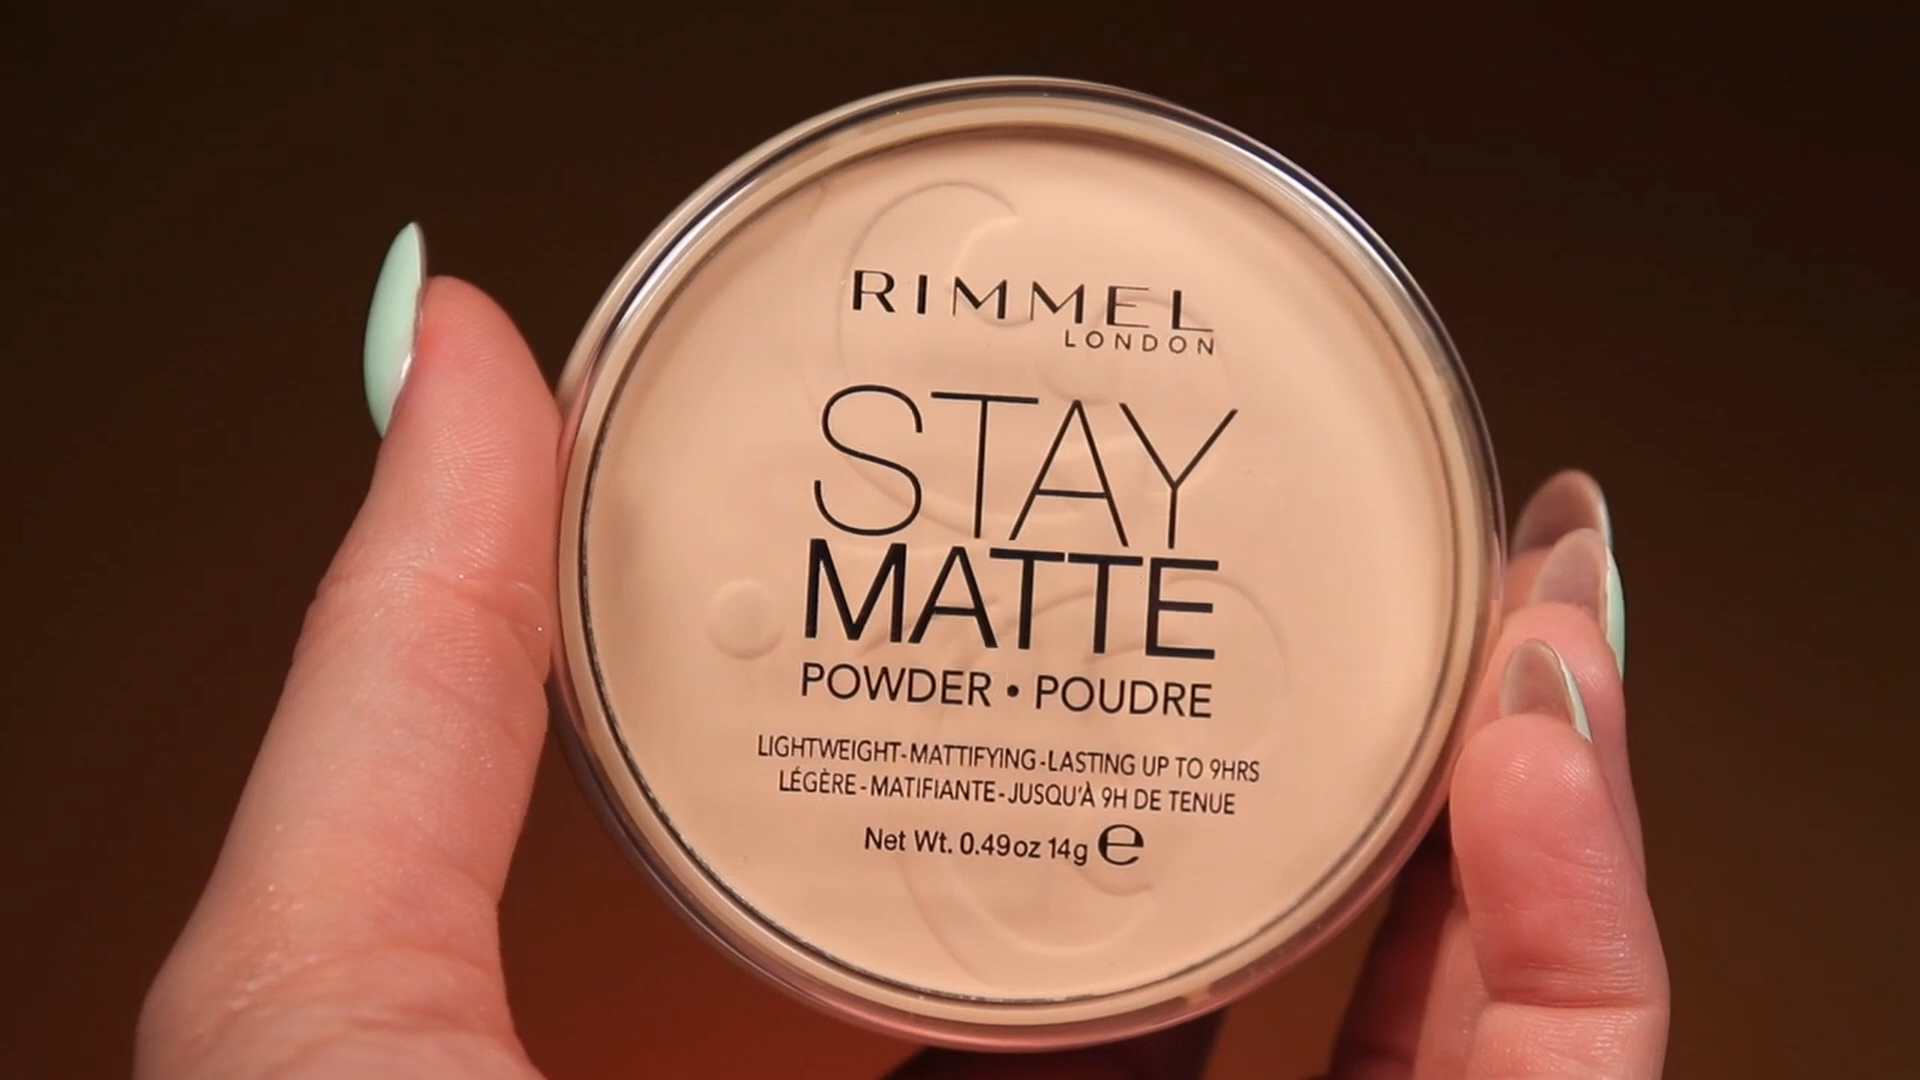 RIMMEL
LONDON
STAY
MATTE
POWDER • POUDRE
LIGHTWEIGHT-MATTIFYING-LASTING UP TO 9HRS
LÉGÈRE-MATIFIANTE-JUSQU'À 9H DE TENUE
Net Wt. 0.49oz 14g ℮